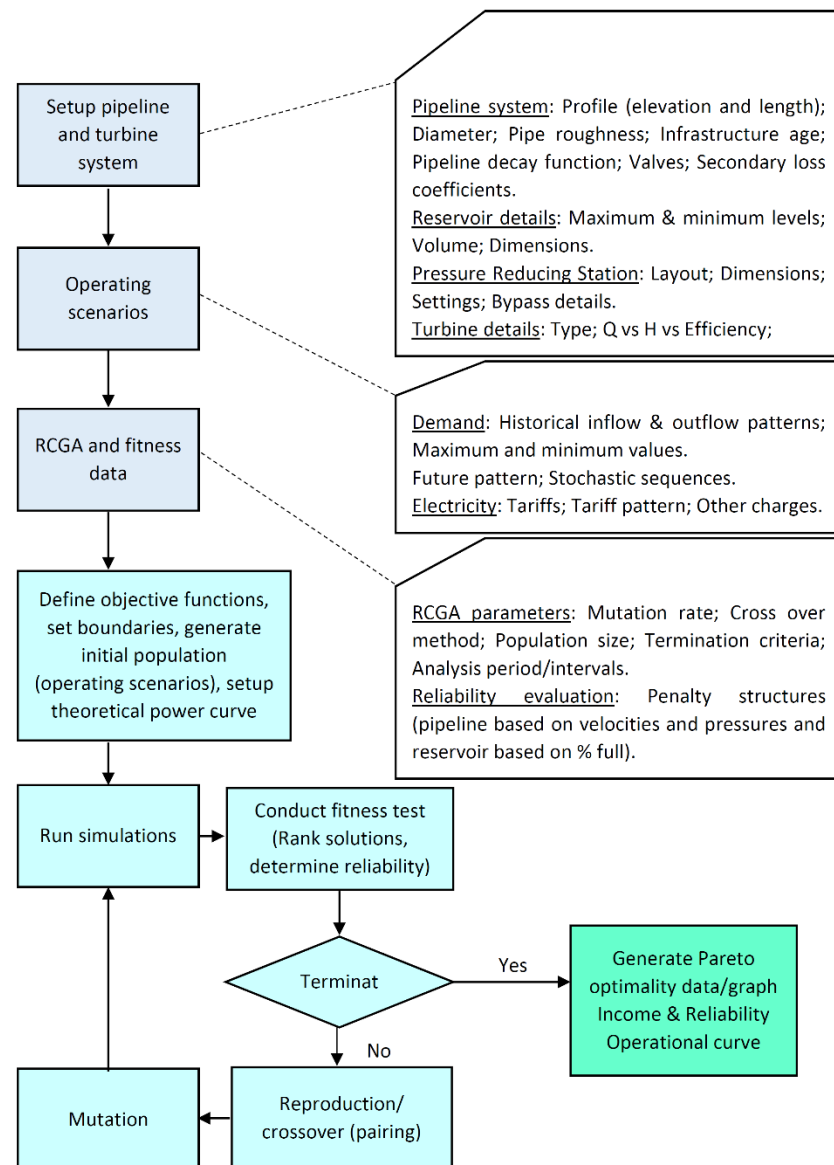 Setup pipeline
and turbine
system
Pipeline system: Profile (elevation and length);
Diameter; Pipe roughness; Infrastructure age;
Pipeline decay function; Valves; Secondary loss
coefficients.
Reservoir details: Maximum & minimum levels;
Volume; Dimensions.
Pressure Reducing Station: Layout; Dimensions;
Settings; Bypass details.
Turbine details: Type; Q vs H vs Efficiency;
Operating
scenarios
Demand: Historical inflow & outflow patterns;
Maximum and minimum values.
Future pattern; Stochastic sequences.
Electricity: Tariffs; Tariff pattern; Other charges.
RCGA and fitness
data
RCGA parameters: Mutation rate; Cross over
method; Population size; Termination criteria;
Analysis period/intervals.
Reliability evaluation: Penalty structures
(pipeline based on velocities and pressures and
reservoir based on % full).
Define objective functions,
set boundaries, generate
initial population
(operating scenarios), setup
theoretical power curve
Run simulations
Conduct fitness test
(Rank solutions,
determine reliability)
Terminat
Yes
Generate Pareto
optimality data/graph
Income & Reliability
Operational curve
No
Reproduction/
crossover (pairing)
Mutation